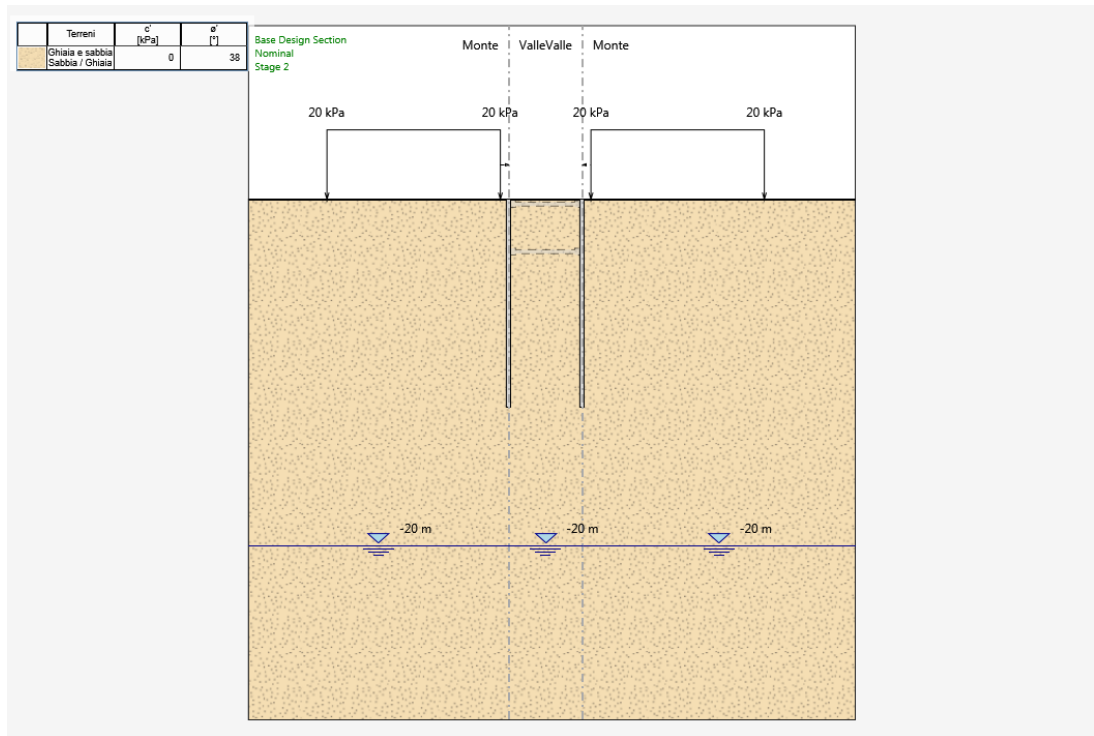 Terreni c' ø'
[kPa] [°]
Ghiaia e sabbia
Sabbia / Ghiaia 0 38
Base Design Section
Nominal
Stage 2
Monte ValleValle Monte
20 kPa 20 kPa 20 kPa 20 kPa
-20 m -20 m -20 m